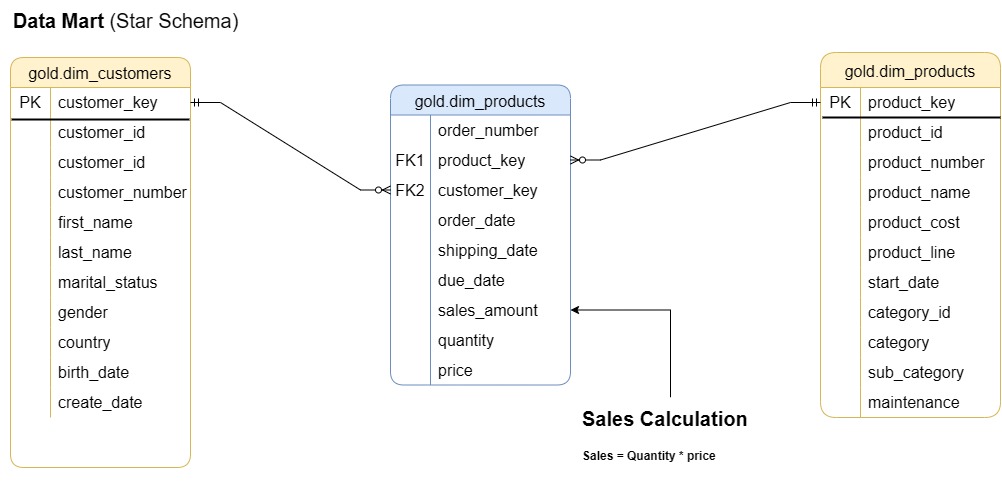 Data Mart (Star Schema)
gold.dim_customers
PK customer_key
customer_id
customer_id
customer_number
first_name
last_name
marital_status
gender
country
birth_date
create_date
gold.dim_products
order_number
FK1 product_key
FK2 customer_key
order_date
shipping_date
due_date
sales_amount
quantity
price
gold.dim_products
PK product_key
product_id
product_number
product_name
product_cost
product_line
start_date
category_id
category
sub_category
maintenance
Sales Calculation
Sales = Quantity * price